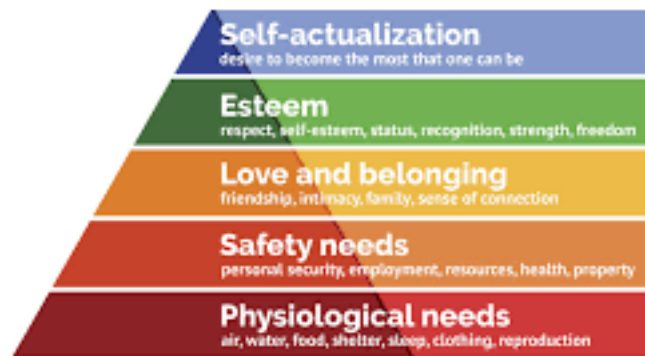 Self-actualization
desire to become the most that one can be
Esteem
respect, self-esteem, status, recognition, strength, freedom
Love and belonging
friendship, intimacy, family, sense of connection
Safety needs
personal security, employment, resources, health, property
Physiological needs
air, water, food, shelter, sleep, clothing, reproduction